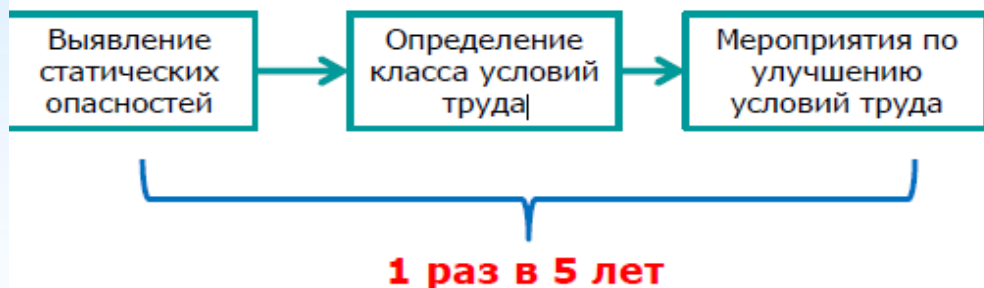 Выявление
статических
опасностей
Определение
класса условий
труда
Мероприятия по
улучшению
условий труда
1 раз в 5 лет